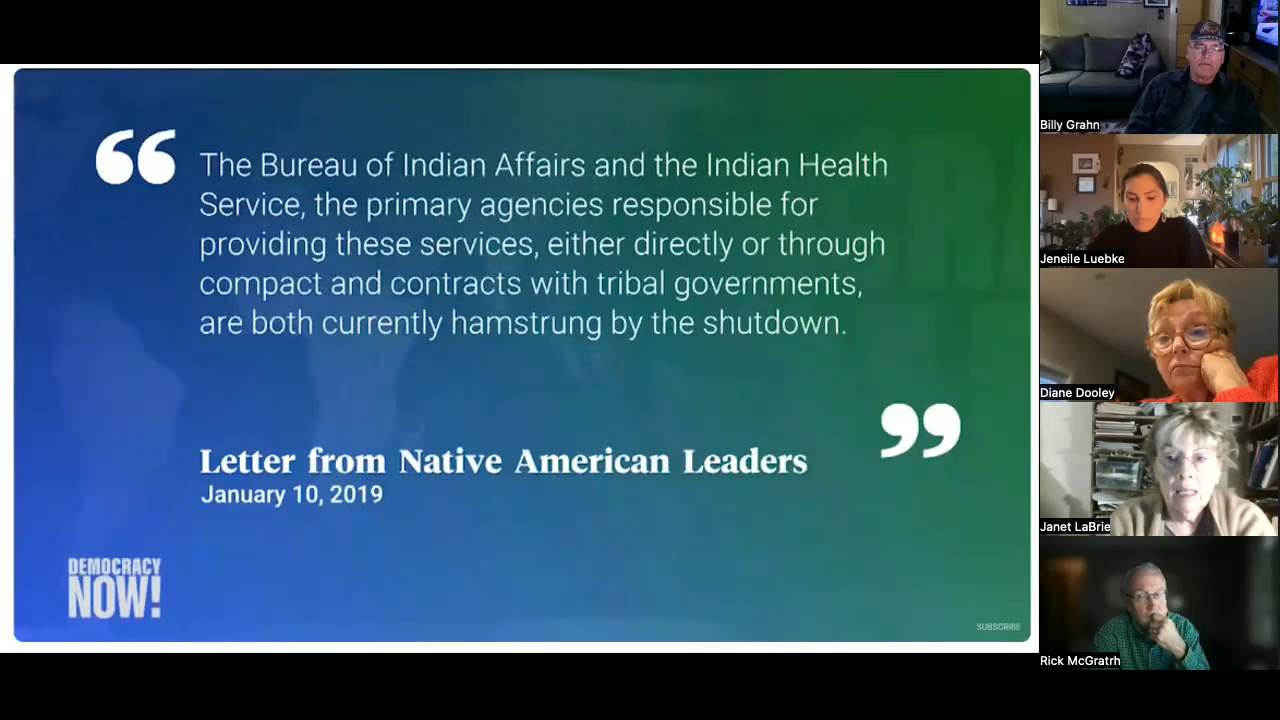 “
The Bureau of Indian Affairs and the Indian Health
Service, the primary agencies responsible for
providing these services, either directly or through
compact and contracts with tribal governments,
are both currently hamstrung by the shutdown.
”
Letter from Native American Leaders
January 10, 2019
DEMOCRACY
NOW!
SUBSCRIBE
Billy Grahn
Jeneile Luebke
Diane Dooley
Janet LaBrie
Rick McGratrh